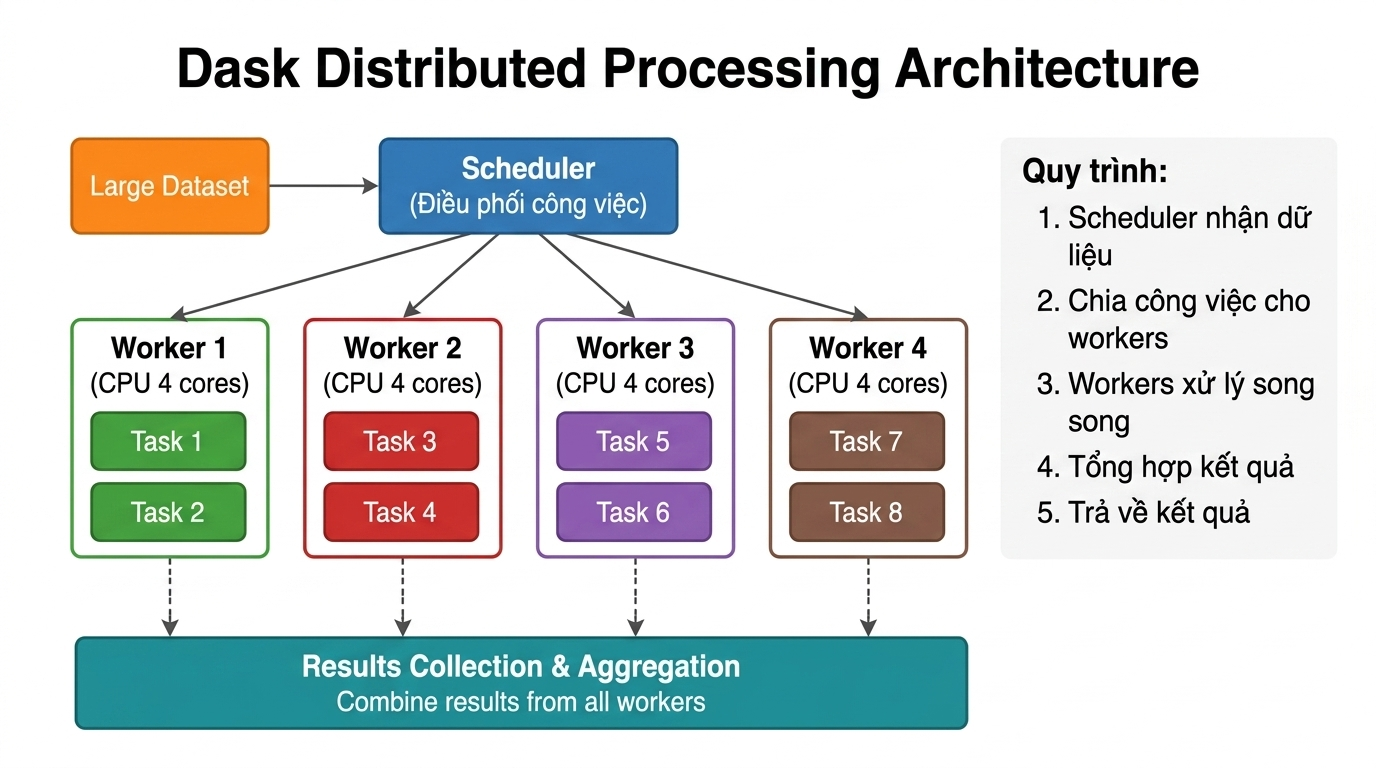 Dask Distributed Processing Architecture
Large Dataset
Scheduler
(Điều phối công việc)
Worker 1
(CPU 4 cores)
Task 1
Task 2
Worker 2
(CPU 4 cores)
Task 3
Task 4
Worker 3
(CPU 4 cores)
Task 5
Task 6
Worker 4
(CPU 4 cores)
Task 7
Task 8
Results Collection & Aggregation
Combine results from all workers
Quy trình:
1. Scheduler nhận dữ
liệu
2. Chia công việc cho
workers
3. Workers xử lý song
song
4. Tổng hợp kết quả
5. Trả về kết quả